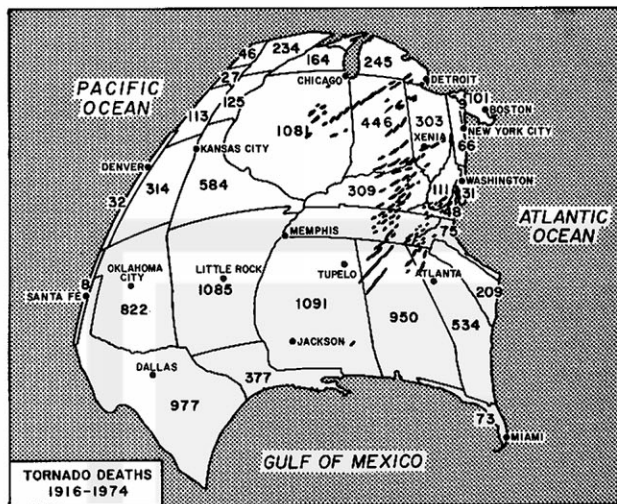 46
234
164
245
27
CHICAGO
DETROIT
PACIFIC
OCEAN
125
101
BOSTON
113
1081
446
303
NEW YORK CITY
XENIA
66
KANSAS CITY
DENVER
WASHINGTON
314
584
309
111
131
32
48
75
ATLANTIC
OCEAN
MEMPHIS
OKLAHOMA
CITY
LITTLE ROCK
TUPELO
ATLANTA
8
SANTA FÉ
1085
209
822
1091
950
534
JACKSON
DALLAS
377
977
73
MIAMI
GULF OF MEXICO
TORNADO DEATHS
1916-1974